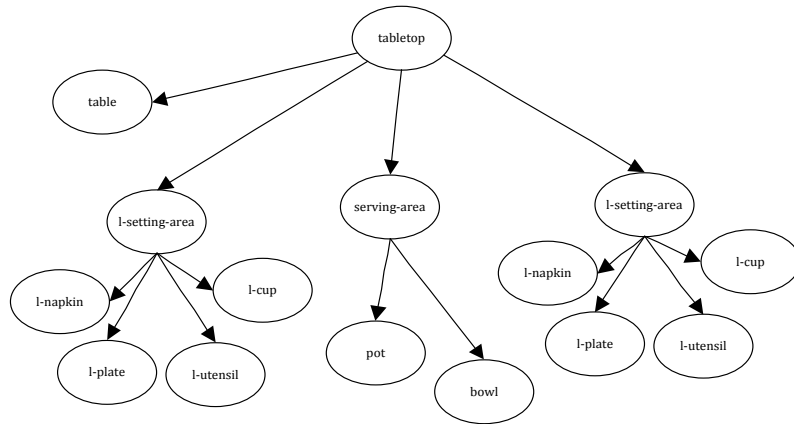 tabletop
table
l-setting-area
serving-area
l-setting-area
l-napkin
l-cup
l-plate
l-utensil
pot
bowl
l-napkin
l-cup
l-plate
l-utensil